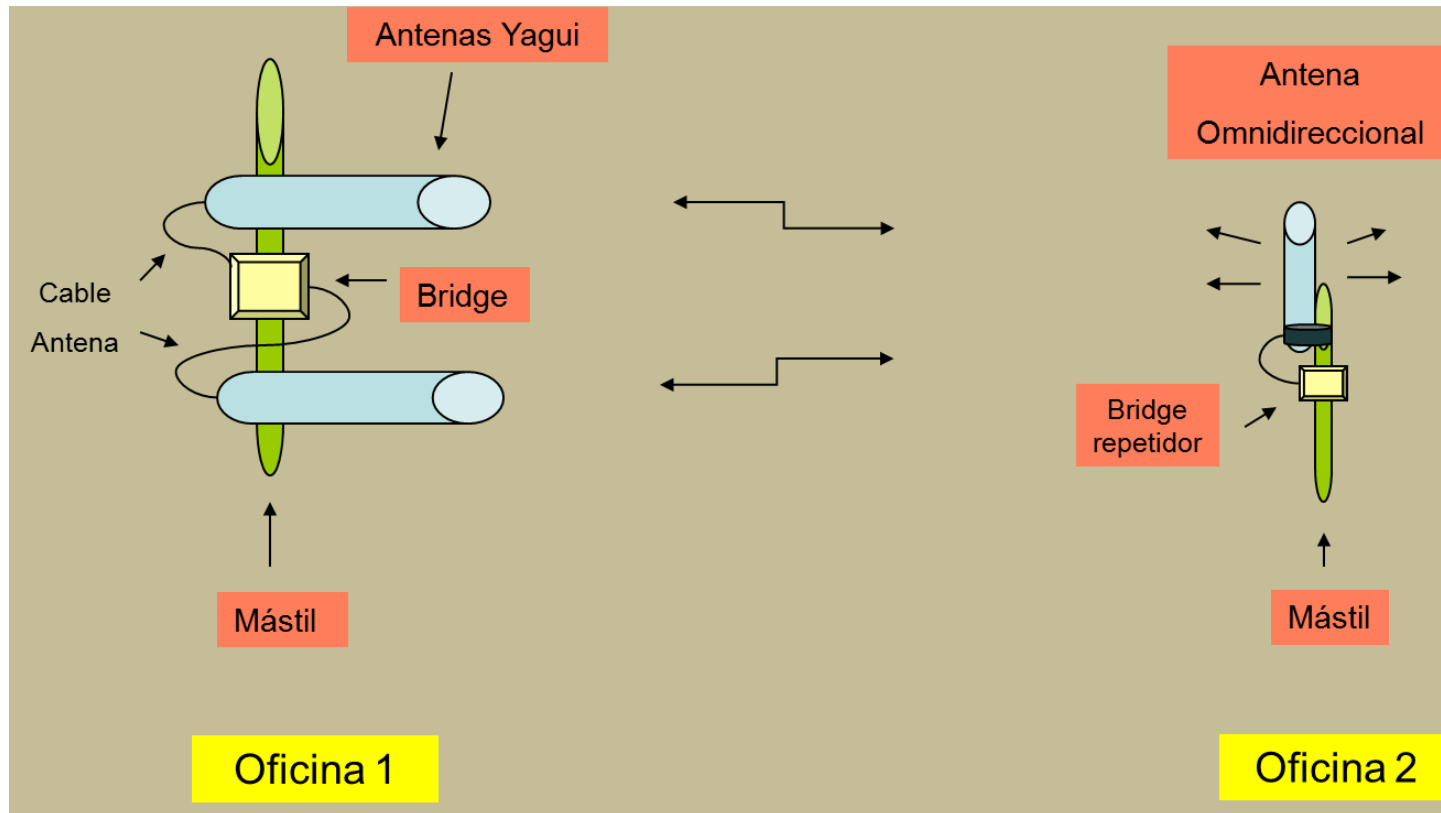 Antenas Yagui
Antena
Omnidireccional
Cable
Antena
Bridge
Bridge
repetidor
Mástil
Mástil
Oficina 1
Oficina 2